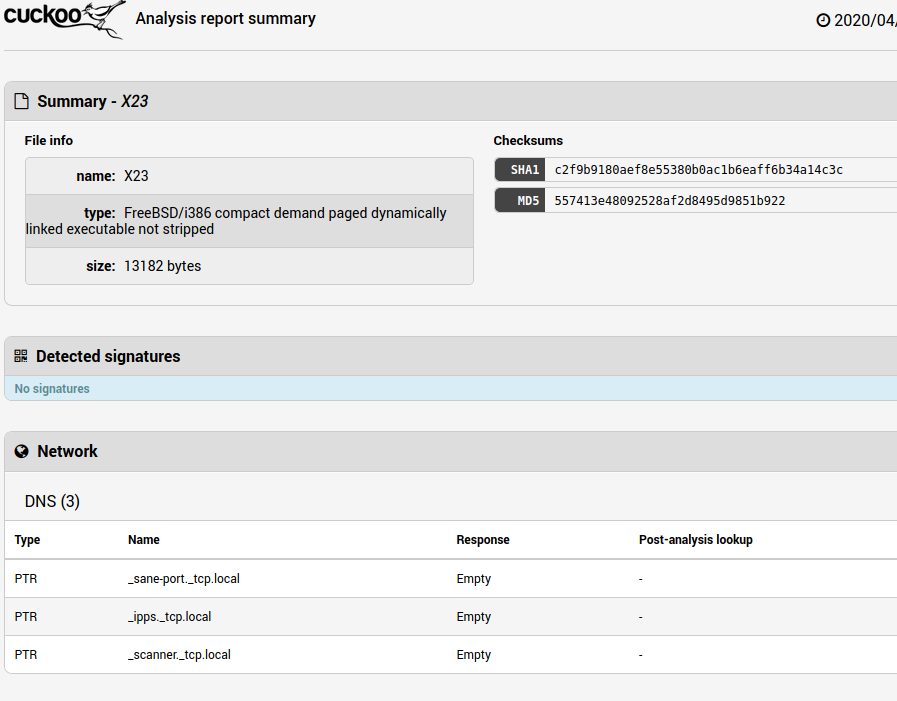 cuckoo Analysis report summary 2020/04/
Summary - X23
File info Checksums
name: X23 SHA1 c2f9b9180aef8e55380b0ac1b6eaff6b34a14c3c
type: FreeBSD/i386 compact demand paged dynamically MD5 557413e48092528af2d8495d9851b922
linked executable not stripped
size: 13182 bytes
Detected signatures
No signatures
Network
DNS (3)
Type Name Response Post-analysis lookup
PTR _sane-port._tcp.local Empty -
PTR _ipps._tcp.local Empty -
PTR _scanner._tcp.local Empty -